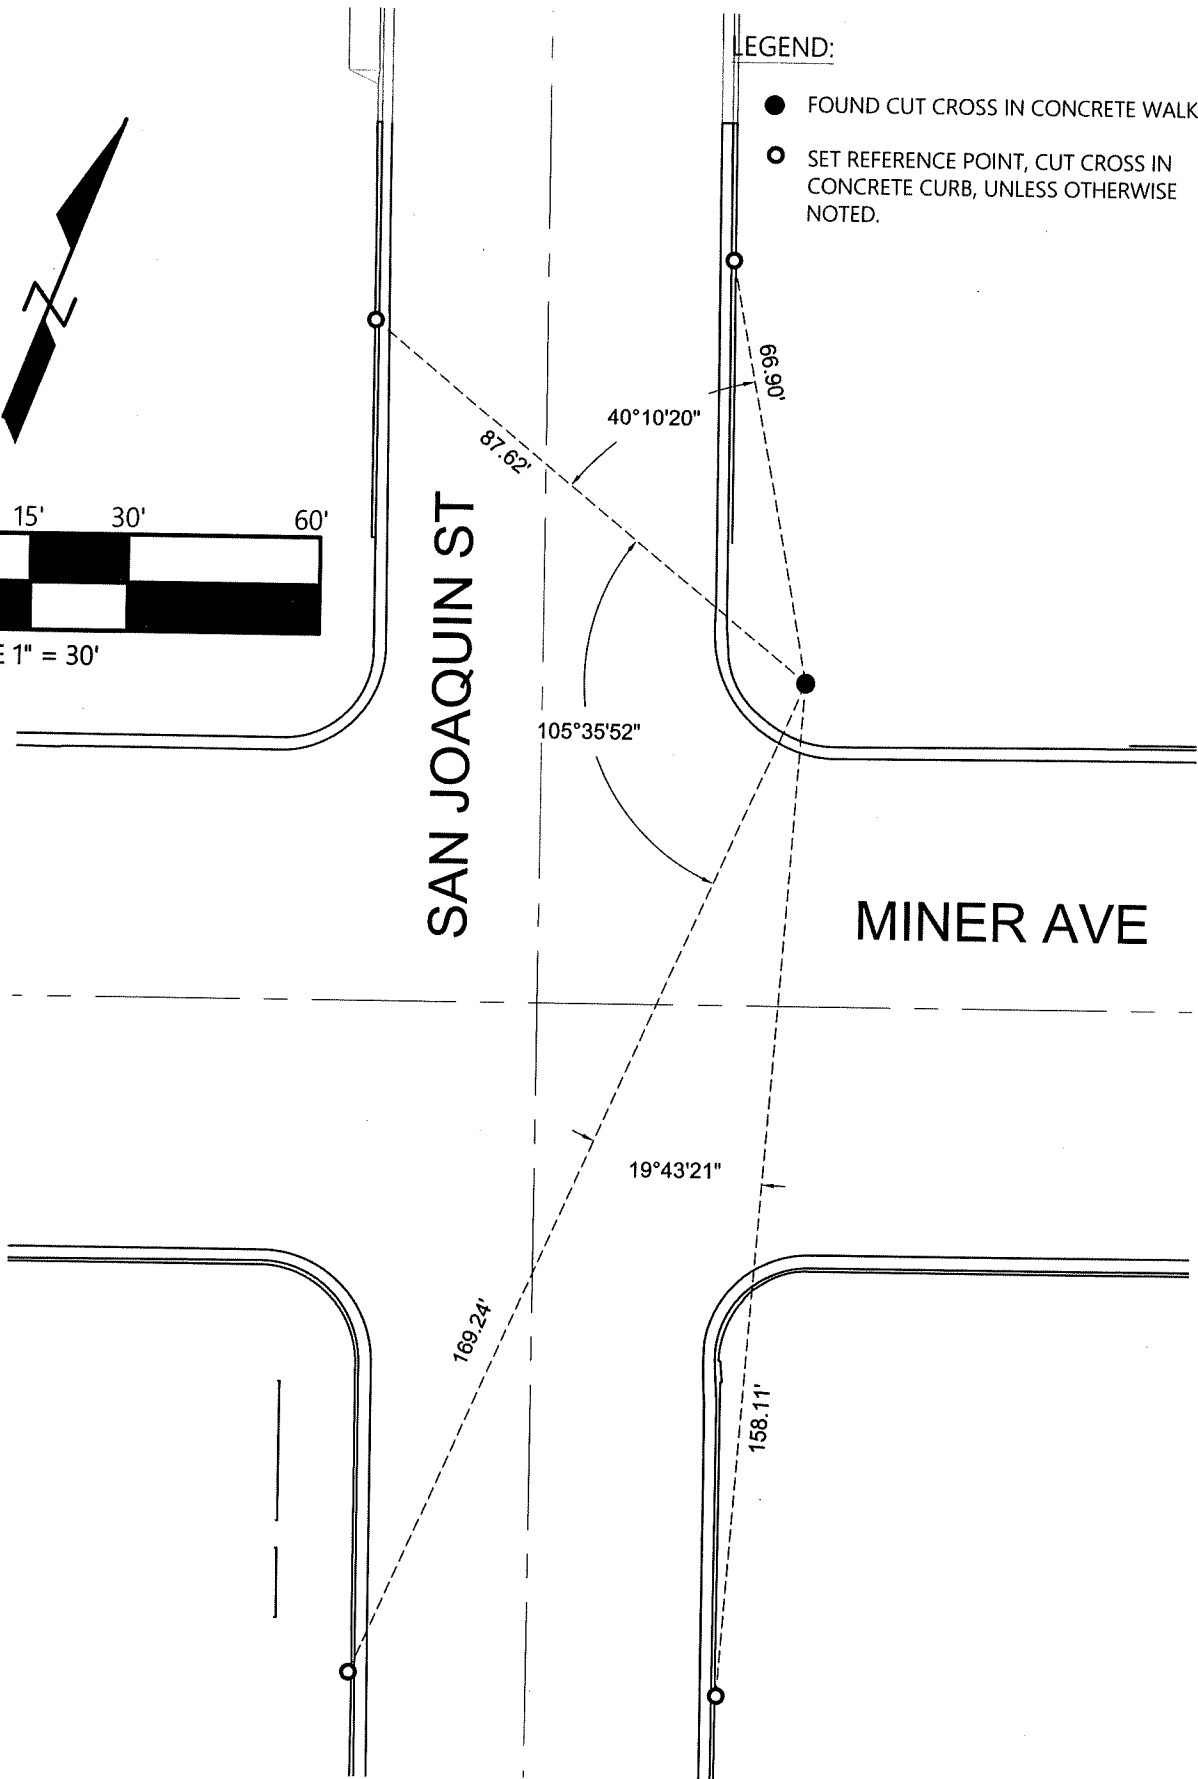 LEGEND:
FOUND CUT CROSS IN CONCRETE WALK
SET REFERENCE POINT, CUT CROSS IN
CONCRETE CURB, UNLESS OTHERWISE
NOTED.
N
66.90'
40°10'20"
87.62'
15' 30' 60'
E 1" = 30'
SAN JOAQUIN ST
105°35'52"
MINER AVE
19°43'21"
169.24'
158.11'